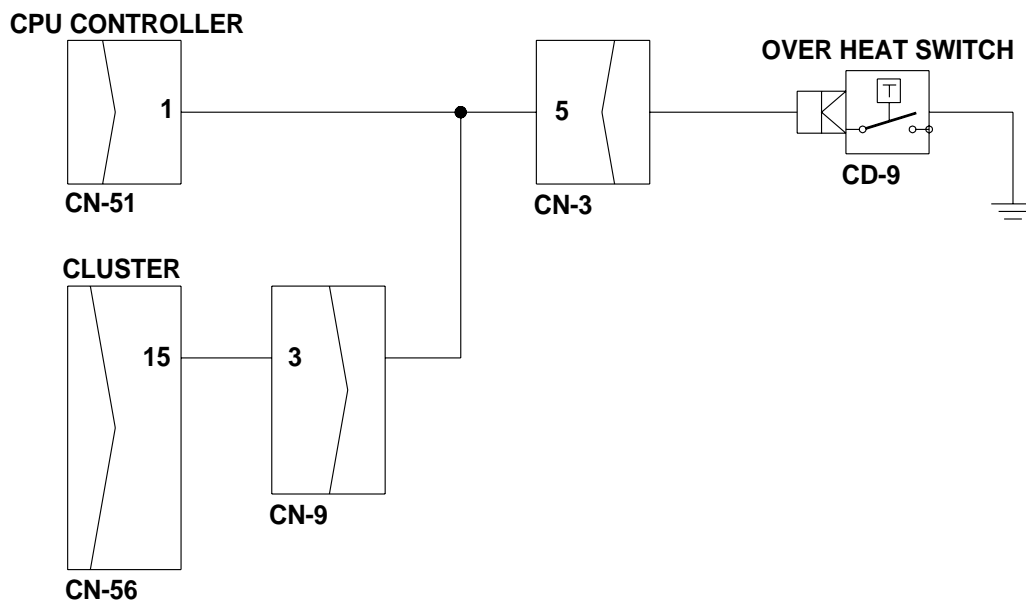 CPU CONTROLLER
OVER HEAT SWITCH
1
5
T
CN-51
CN-3
CD-9
CLUSTER
15
3
CN-9
CN-56